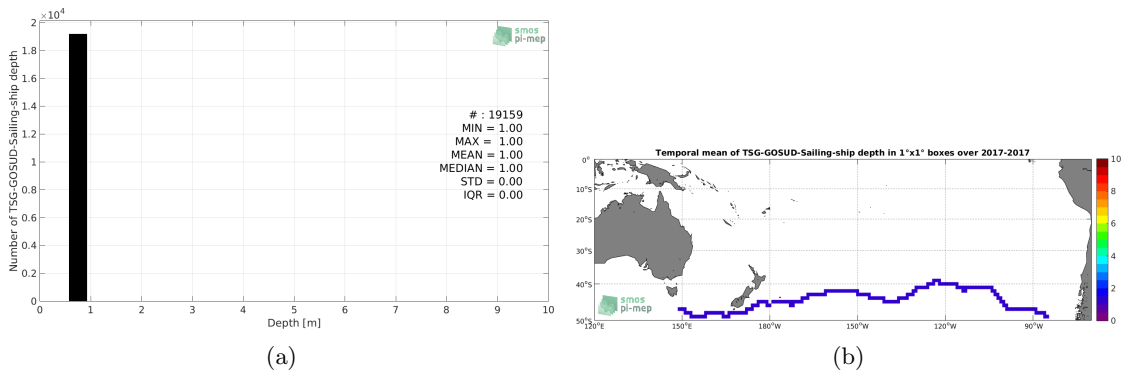 2 ×10⁴
1.8
1.6
1.4
1.2
1
0.8
0.6
0.4
0.2
0
Number of TSG-GOSUD-Sailing-ship depth
smos
pi-mep
# : 19159
MIN = 1.00
MAX = 1.00
MEAN = 1.00
MEDIAN = 1.00
STD = 0.00
IQR = 0.00
0 1 2 3 4 5 6 7 8 9 10
Depth [m]
(a)
Temporal mean of TSG-GOSUD-Sailing-ship depth in 1°x1° boxes over 2017-2017
0°
10°S
20°S
30°S
40°S
50°S
smos
pi-mep
120°E 150°E 180°W 150°W 120°W 90°W
10
8
6
4
2
0
(b)